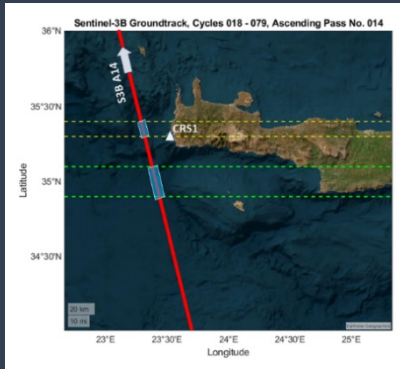 Sentinel-3B Groundtrack, Cycles 018 - 079, Ascending Pass No. 014
36°N
S3B A14
35°30'N
CRS1
Latitude
35°N
34°30'N
20 km
10 mi
23°E
23°30'E
24°E
24°30'E
25°E
Longitude